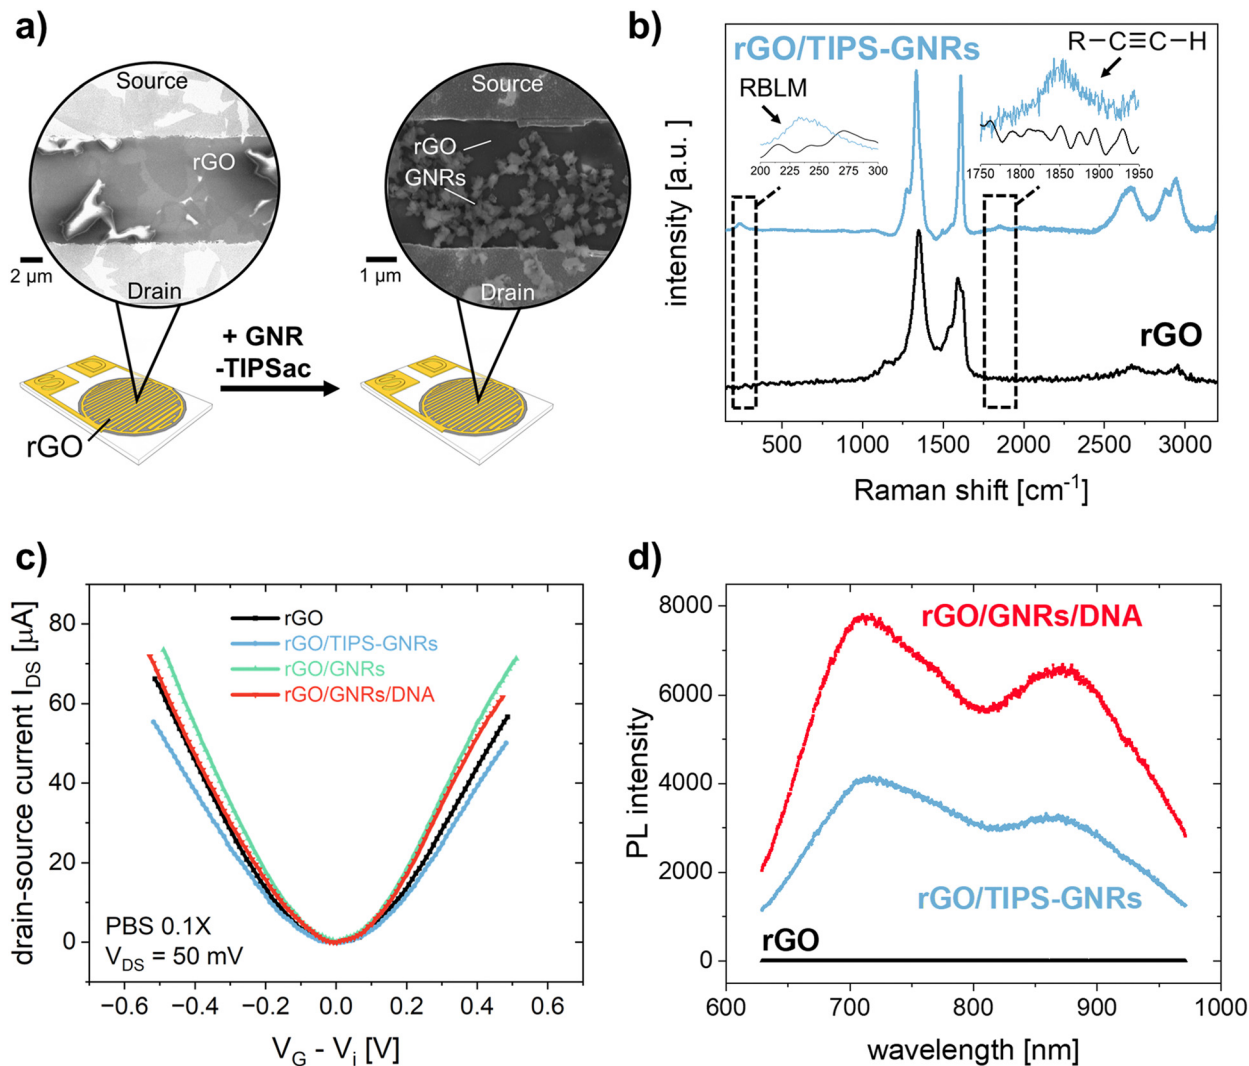 a)
Source
rGO
2 µm
Drain
Source
rGO
GNRs
1 µm
Drain
+ GNR
-TIPSac
S D
S D
rGO
b)
rGO/TIPS-GNRs
R–C≡C–H
RBLM
200 225 250 275 300
1750 1800 1850 1900 1950
rGO
intensity [a.u.]
500 1000 1500 2000 2500 3000
Raman shift [cm⁻¹]
c)
drain-source current I_DS [µA]
80
60
40
20
0
rGO
rGO/TIPS-GNRs
rGO/GNRs
rGO/GNRs/DNA
PBS 0.1X
V_DS = 50 mV
−0.6 −0.4 −0.2 0.0 0.2 0.4 0.6
V_G - V_i [V]
d)
PL intensity
8000
6000
4000
2000
0
rGO/GNRs/DNA
rGO/TIPS-GNRs
rGO
600 700 800 900 1000
wavelength [nm]